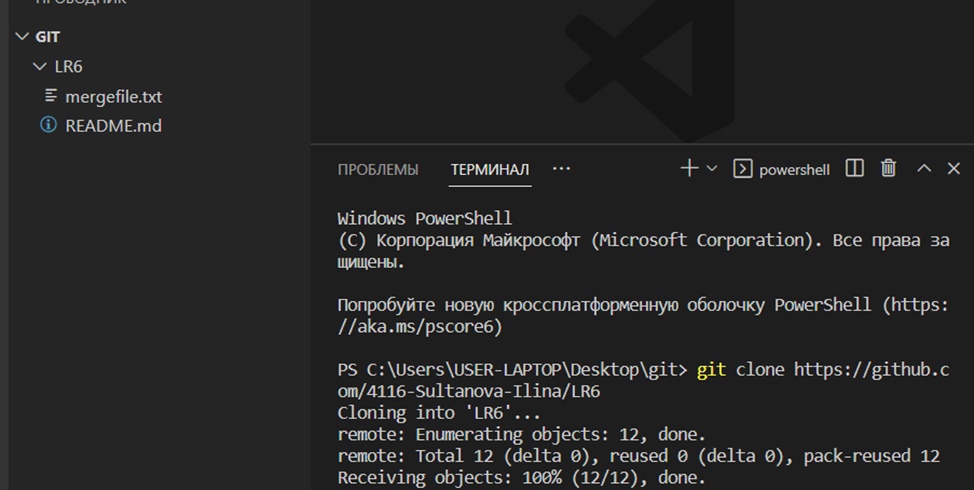 ПРОВОДНИК
GIT
LR6
mergefile.txt
README.md
ПРОБЛЕМЫ ТЕРМИНАЛ ... powershell
Windows PowerShell
(C) Корпорация Майкрософт (Microsoft Corporation). Все права за
щищены.
Попробуйте новую кроссплатформенную оболочку PowerShell (https:
//aka.ms/pscore6)
PS C:\Users\USER-LAPTOP\Desktop\git> git clone https://github.c
om/4116-Sultanova-Ilina/LR6
Cloning into 'LR6'...
remote: Enumerating objects: 12, done.
remote: Total 12 (delta 0), reused 0 (delta 0), pack-reused 12
Receiving objects: 100% (12/12), done.